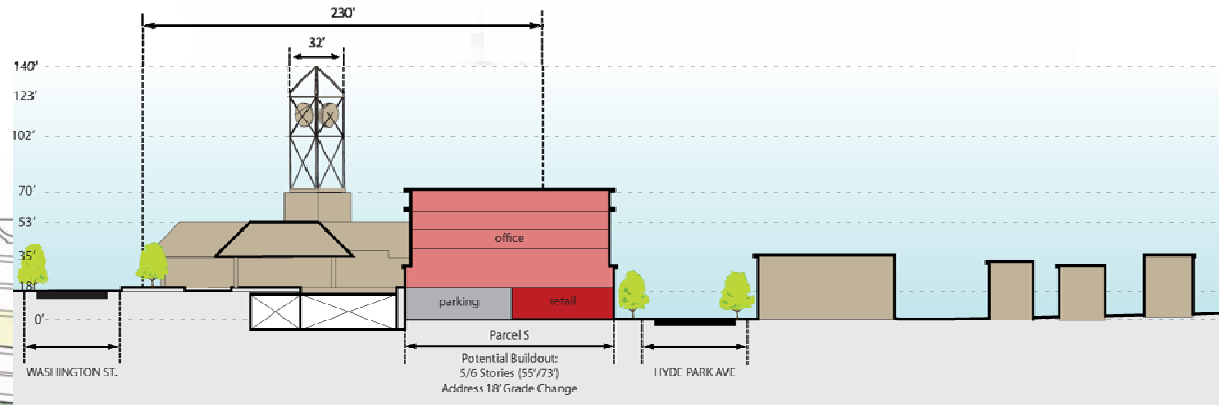 230'
32'
140'
123'
102'
70'
53'
35'
18'
0'
office
parking
retail
Parcel S
Potential Buildout:
5/6 Stories (55'/73')
Address 18' Grade Change
WASHINGTON ST.
HYDE PARK AVE